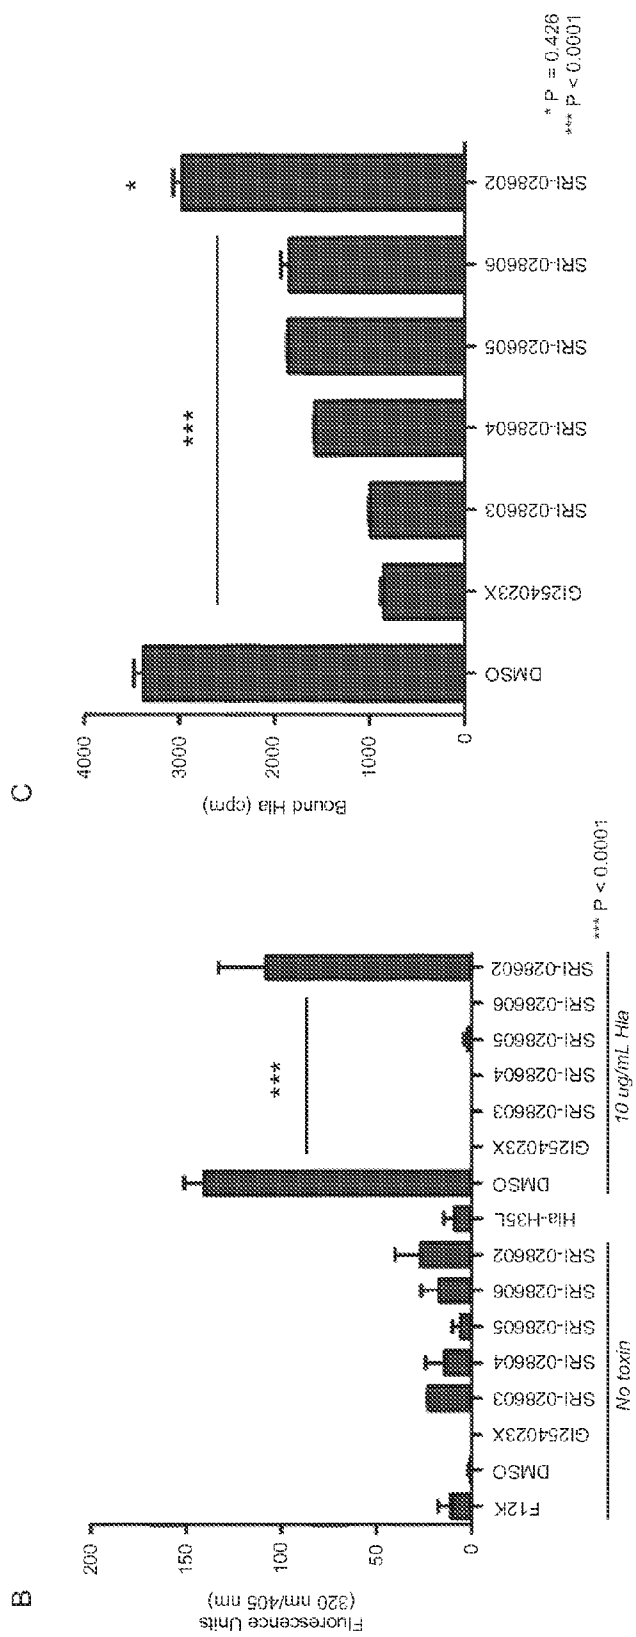 B
Fluorescence Units
(320 nm/405 nm)
200
150
100
50
0
F12K
DMSO
GI254023X
SRI-028603
SRI-028604
SRI-028605
SRI-028606
SRI-028602
Hla-H35L
DMSO
GI254023X
SRI-028603
SRI-028604
SRI-028605
SRI-028606
SRI-028602
No toxin
10 ug/mL Hla
***
*** P < 0.0001
C
Bound Hla (cpm)
4000
3000
2000
1000
0
DMSO
GI254023X
SRI-028603
SRI-028604
SRI-028605
SRI-028606
SRI-028602
***
*
* P = 0.426
*** P < 0.0001